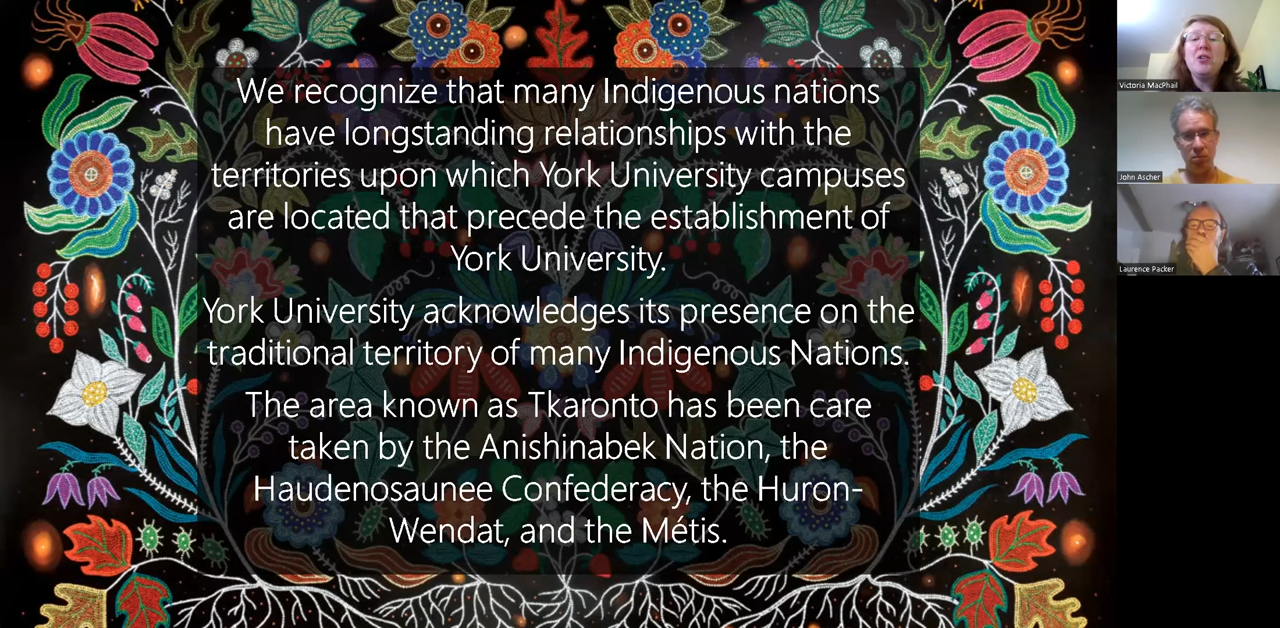 We recognize that many Indigenous nations
have longstanding relationships with the
territories upon which York University campuses
are located that precede the establishment of
York University.
York University acknowledges its presence on the
traditional territory of many Indigenous Nations.
The area known as Tkaronto has been care
taken by the Anishinabek Nation, the
Haudenosaunee Confederacy, the Huron-
Wendat, and the Métis.
Victoria MacPhail
John Ascher
Laurence Packer